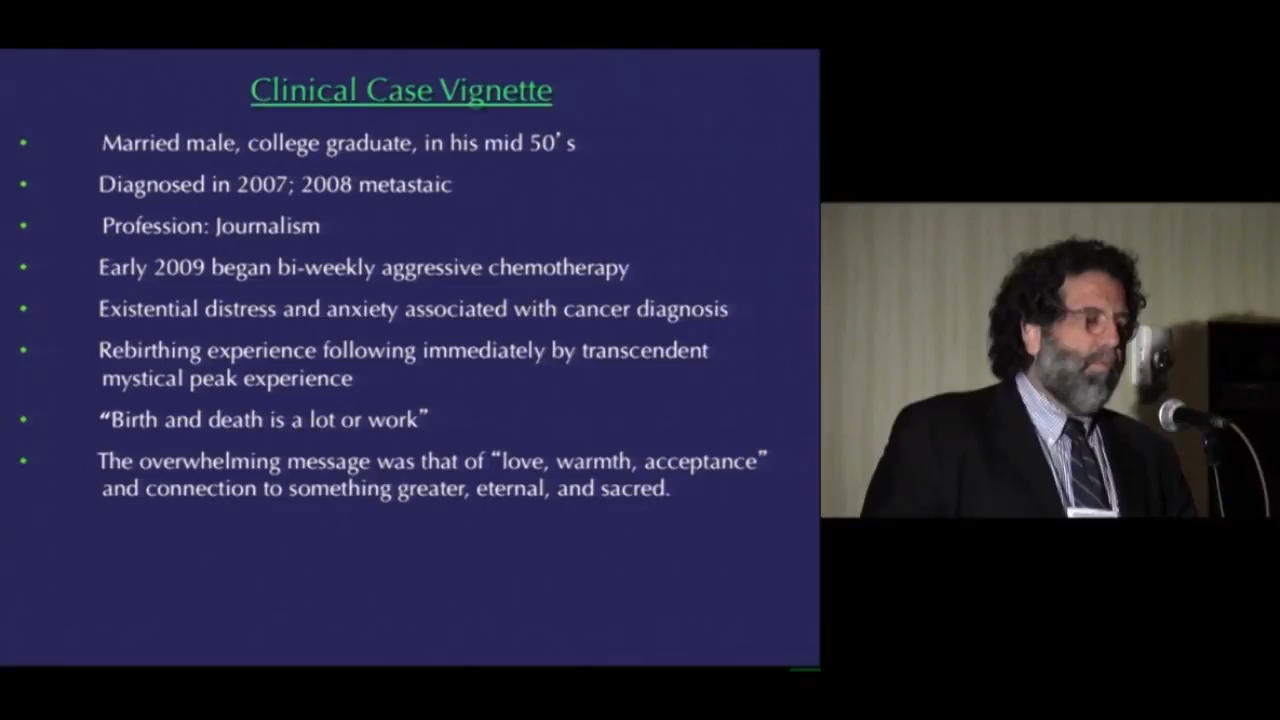 Clinical Case Vignette
• Married male, college graduate, in his mid 50's
• Diagnosed in 2007; 2008 metastaic
• Profession: Journalism
• Early 2009 began bi-weekly aggressive chemotherapy
• Existential distress and anxiety associated with cancer diagnosis
• Rebirthing experience following immediately by transcendent
mystical peak experience
• “Birth and death is a lot or work”
• The overwhelming message was that of “love, warmth, acceptance”
and connection to something greater, eternal, and sacred.